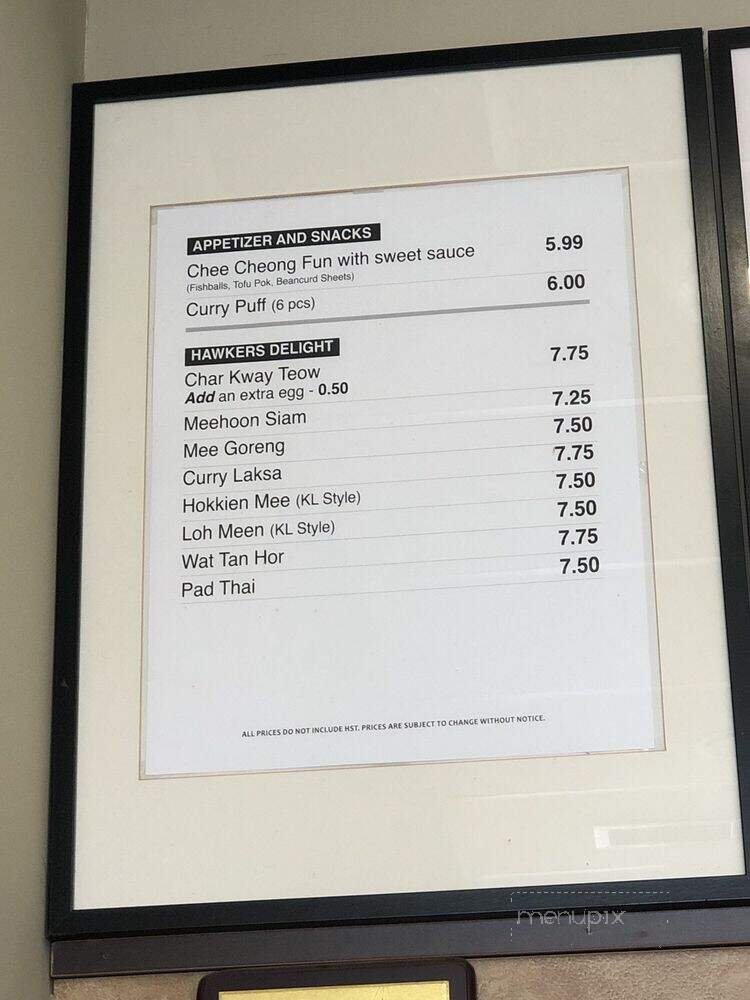 APPETIZER AND SNACKS
Chee Cheong Fun with sweet sauce 5.99
(Fishballs, Tofu Pok, Beancurd Sheets)
Curry Puff (6 pcs) 6.00
HAWKERS DELIGHT
Char Kway Teow 7.75
Add an extra egg - 0.50
Meehoon Siam 7.25
Mee Goreng 7.50
Curry Laksa 7.75
Hokkien Mee (KL Style) 7.50
Loh Meen (KL Style) 7.50
Wat Tan Hor 7.75
Pad Thai 7.50
ALL PRICES DO NOT INCLUDE HST. PRICES ARE SUBJECT TO CHANGE WITHOUT NOTICE.
menupix